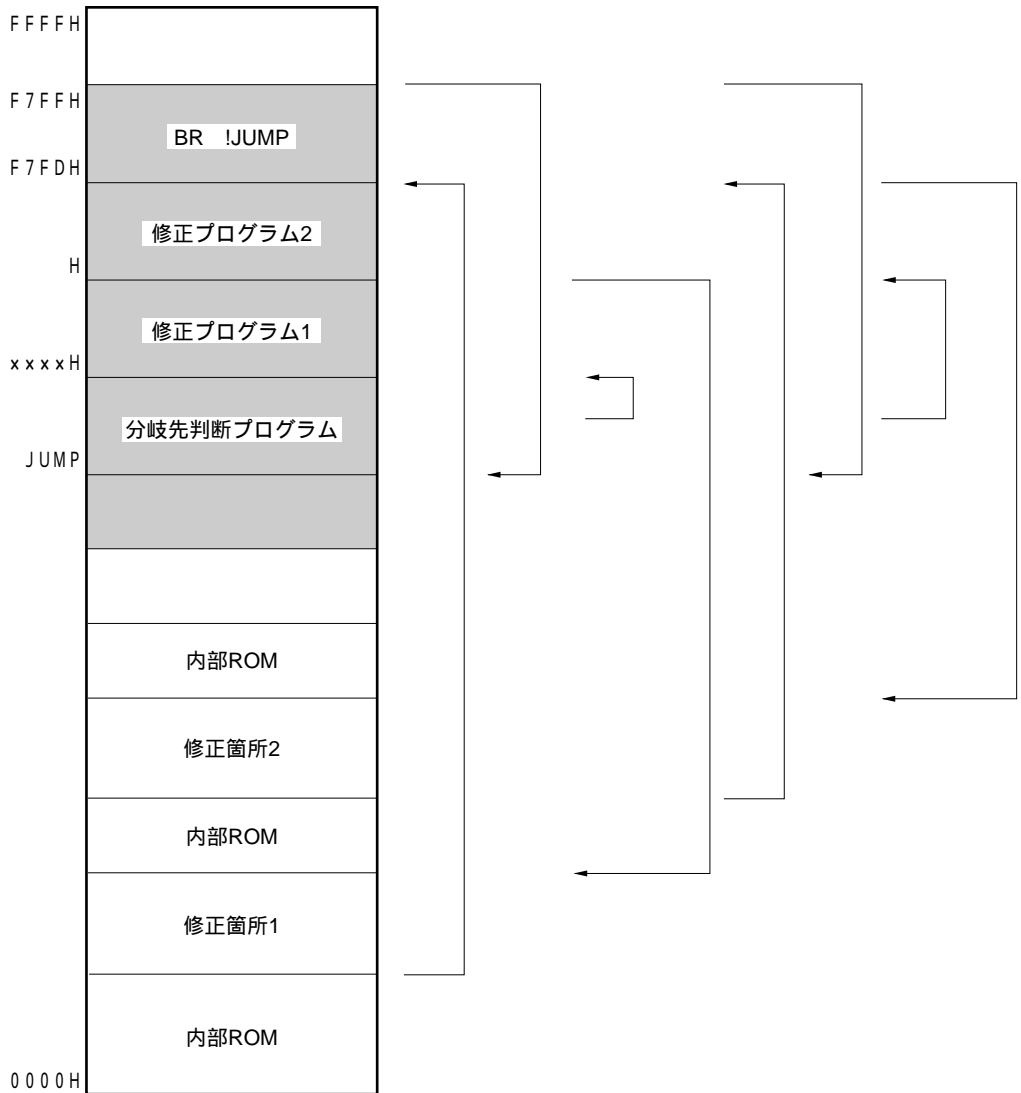 FFFFH
F7FFH
BR !JUMP
F7FDH
修正プログラム2
H
修正プログラム1
××××H
分岐先判断プログラム
JUMP
内部ROM
修正箇所2
内部ROM
修正箇所1
内部ROM
0000H